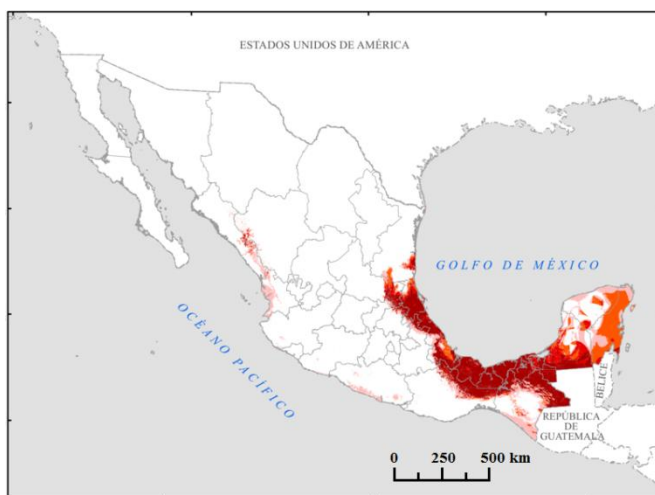 ESTADOS UNIDOS DE AMÉRICA
GOLFO DE MÉXICO
OCÉANO PACÍFICO
BELICE
REPÚBLICA
DE
GUATEMALA
0 250 500 km